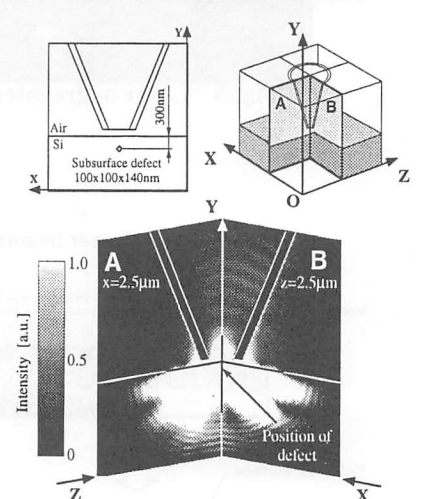 Y
Air
Si
300nm
Subsurface defect
100x100x140nm
x
Y
A
B
X
Z
O
Y
A
x=2.5μm
B
z=2.5μm
1.0
0.5
0
Intensity [a.u.]
Position of
defect
Z
X